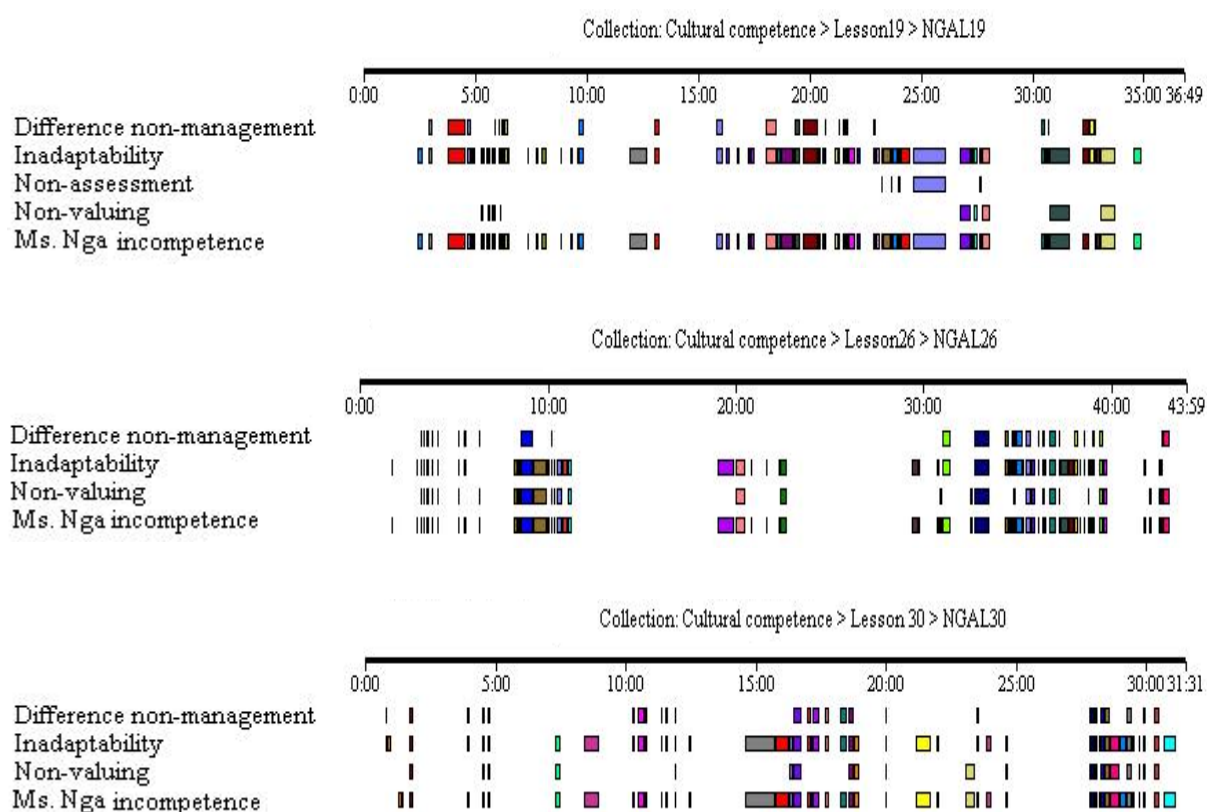 Collection: Cultural competence > Lesson19 > NGAL19
0:00 5:00 10:00 15:00 20:00 25:00 30:00 35:00 36:49
Difference non-management
Inadaptability
Non-assessment
Non-valuing
Ms. Nga incompetence
Collection: Cultural competence > Lesson26 > NGAL26
0:00 10:00 20:00 30:00 40:00 43:59
Difference non-management
Inadaptability
Non-valuing
Ms. Nga incompetence
Collection: Cultural competence > Lesson 30 > NGAL30
0:00 5:00 10:00 15:00 20:00 25:00 30:00 31:31
Difference non-management
Inadaptability
Non-valuing
Ms. Nga incompetence